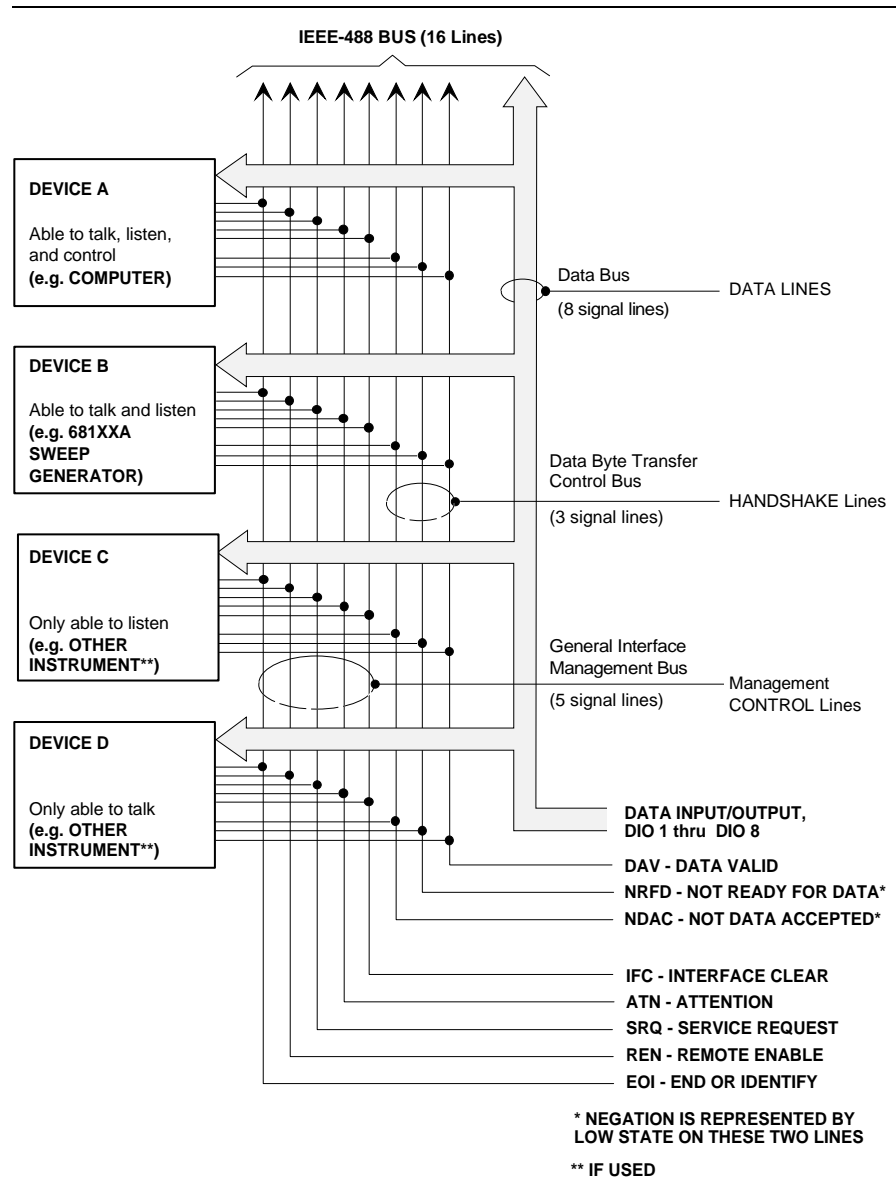 IEEE-488 BUS (16 Lines)
DEVICE A
Able to talk, listen,
and control
(e.g. COMPUTER)
Data Bus
(8 signal lines)
DATA LINES
DEVICE B
Able to talk and listen
(e.g. 681XXA
SWEEP
GENERATOR)
Data Byte Transfer
Control Bus
(3 signal lines)
HANDSHAKE Lines
DEVICE C
Only able to listen
(e.g. OTHER
INSTRUMENT**)
General Interface
Management Bus
(5 signal lines)
Management
CONTROL Lines
DEVICE D
Only able to talk
(e.g. OTHER
INSTRUMENT**)
DATA INPUT/OUTPUT,
DIO 1 thru DIO 8
DAV - DATA VALID
NRFD - NOT READY FOR DATA*
NDAC - NOT DATA ACCEPTED*
IFC - INTERFACE CLEAR
ATN - ATTENTION
SRQ - SERVICE REQUEST
REN - REMOTE ENABLE
EOI - END OR IDENTIFY
* NEGATION IS REPRESENTED BY
LOW STATE ON THESE TWO LINES
** IF USED